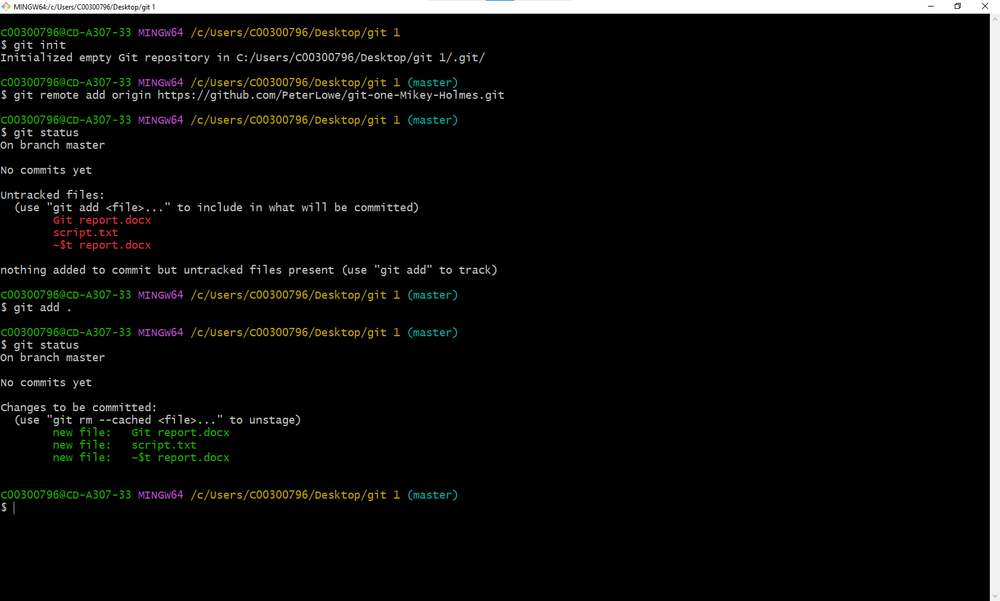 MINGW64:/c/Users/C00300796/Desktop/git 1
C00300796@CD-A307-33 MINGW64 /c/Users/C00300796/Desktop/git 1
$ git init
Initialized empty Git repository in C:/Users/C00300796/Desktop/git 1/.git/
C00300796@CD-A307-33 MINGW64 /c/Users/C00300796/Desktop/git 1 (master)
$ git remote add origin https://github.com/PeterLowe/git-one-Mikey-Holmes.git
C00300796@CD-A307-33 MINGW64 /c/Users/C00300796/Desktop/git 1 (master)
$ git status
On branch master
No commits yet
Untracked files:
  (use "git add <file>..." to include in what will be committed)
        Git report.docx
        script.txt
        ~$t report.docx
nothing added to commit but untracked files present (use "git add" to track)
C00300796@CD-A307-33 MINGW64 /c/Users/C00300796/Desktop/git 1 (master)
$ git add .
C00300796@CD-A307-33 MINGW64 /c/Users/C00300796/Desktop/git 1 (master)
$ git status
On branch master
No commits yet
Changes to be committed:
  (use "git rm --cached <file>..." to unstage)
        new file:   Git report.docx
        new file:   script.txt
        new file:   ~$t report.docx
C00300796@CD-A307-33 MINGW64 /c/Users/C00300796/Desktop/git 1 (master)
$